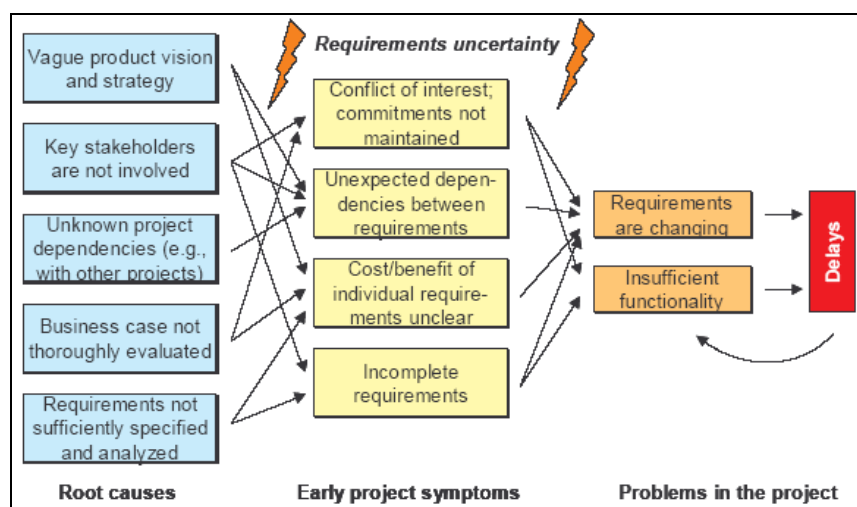 Requirements uncertainty
Vague product vision
and strategy
Key stakeholders
are not involved
Unknown project
dependencies (e.g.,
with other projects)
Business case not
thoroughly evaluated
Requirements not
sufficiently specified
and analyzed
Conflict of interest;
commitments not
maintained
Unexpected depen-
dencies between
requirements
Cost/benefit of
individual require-
ments unclear
Incomplete
requirements
Requirements
are changing
Insufficient
functionality
Delays
Root causes
Early project symptoms
Problems in the project